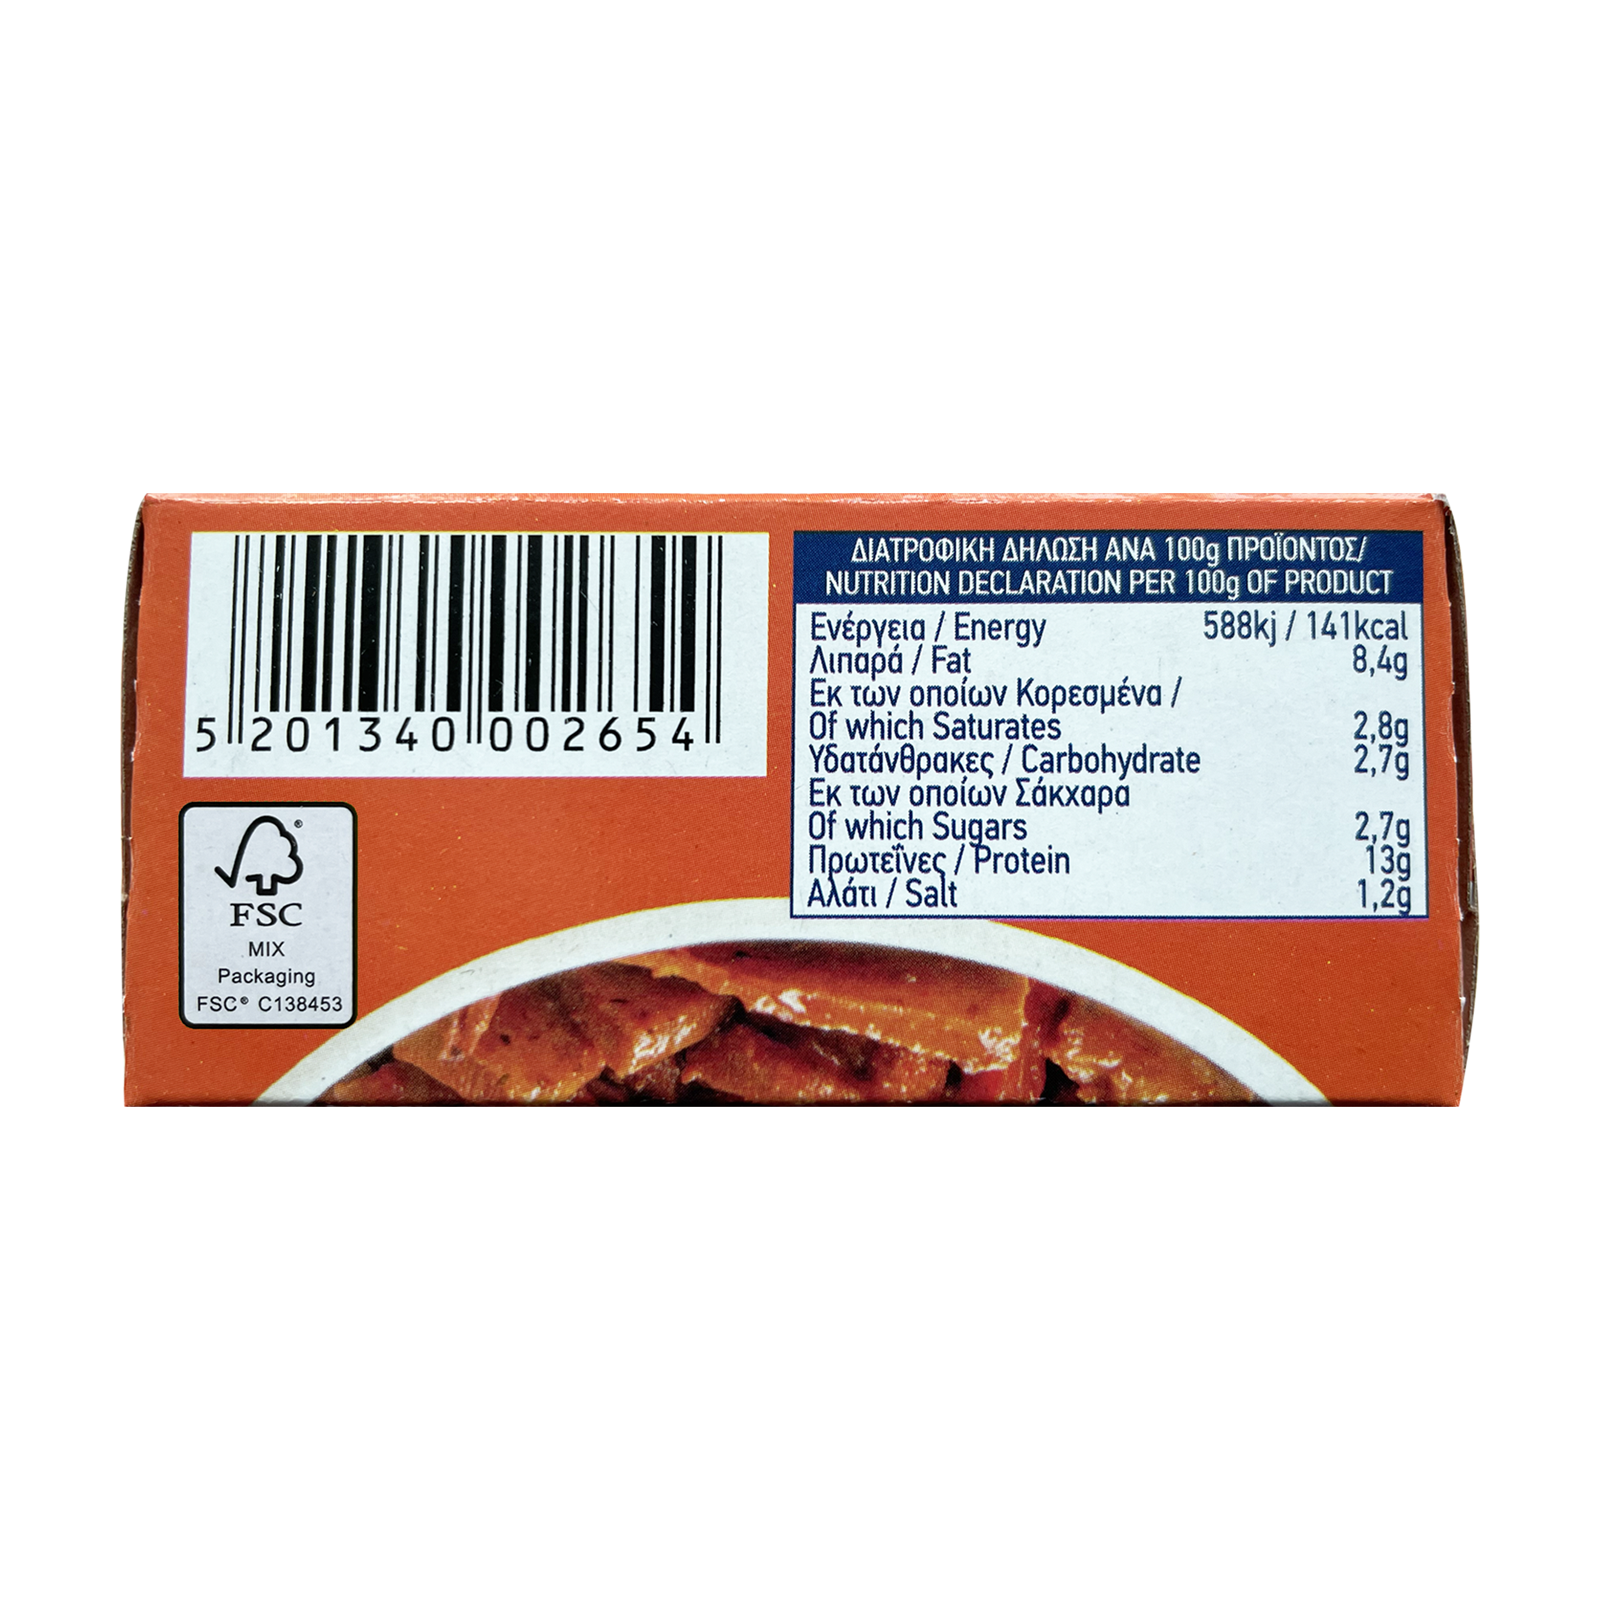 5 201340 002654
FSC®
MIX
Packaging
FSC® C138453
ΔΙΑΤΡΟΦΙΚΗ ΔΗΛΩΣΗ ΑΝΑ 100g ΠΡΟΪΟΝΤΟΣ/
NUTRITION DECLARATION PER 100g OF PRODUCT
Ενέργεια / Energy 588kj / 141kcal
Λιπαρά / Fat 8,4g
Εκ των οποίων Κορεσμένα /
Of which Saturates 2,8g
Υδατάνθρακες / Carbohydrate 2,7g
Εκ των οποίων Σάκχαρα
Of which Sugars 2,7g
Πρωτεΐνες / Protein 13g
Αλάτι / Salt 1,2g